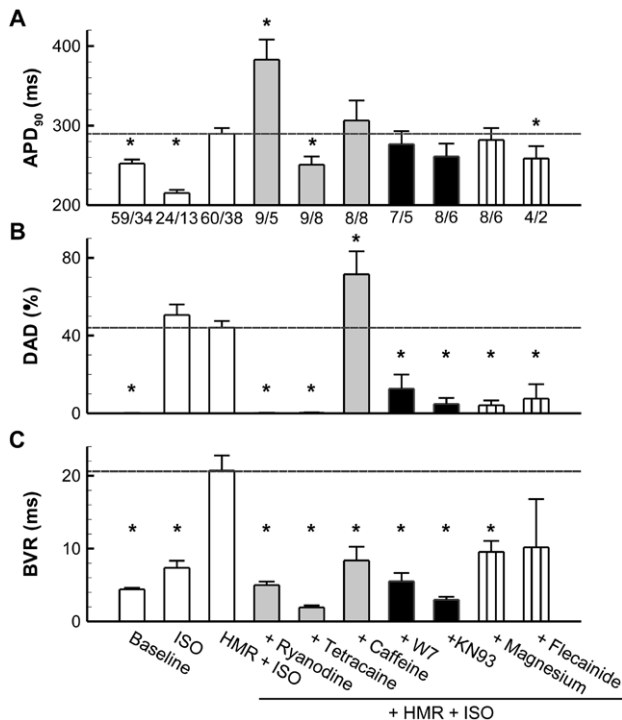 A
APD90 (ms)
400
300
200
*
*
*
*
*
59/34 24/13 60/38 9/5 9/8 8/8 7/5 8/6 8/6 4/2
B
DAD (%)
80
40
0
*
*
*
*
*
*
*
*
C
BVR (ms)
20
10
0
* * * * * * * *
Baseline
ISO
HMR + ISO
+ Ryanodine
+ Tetracaine
+ Caffeine
+ W7
+KN93
+ Magnesium
+ Flecainide
+ HMR + ISO